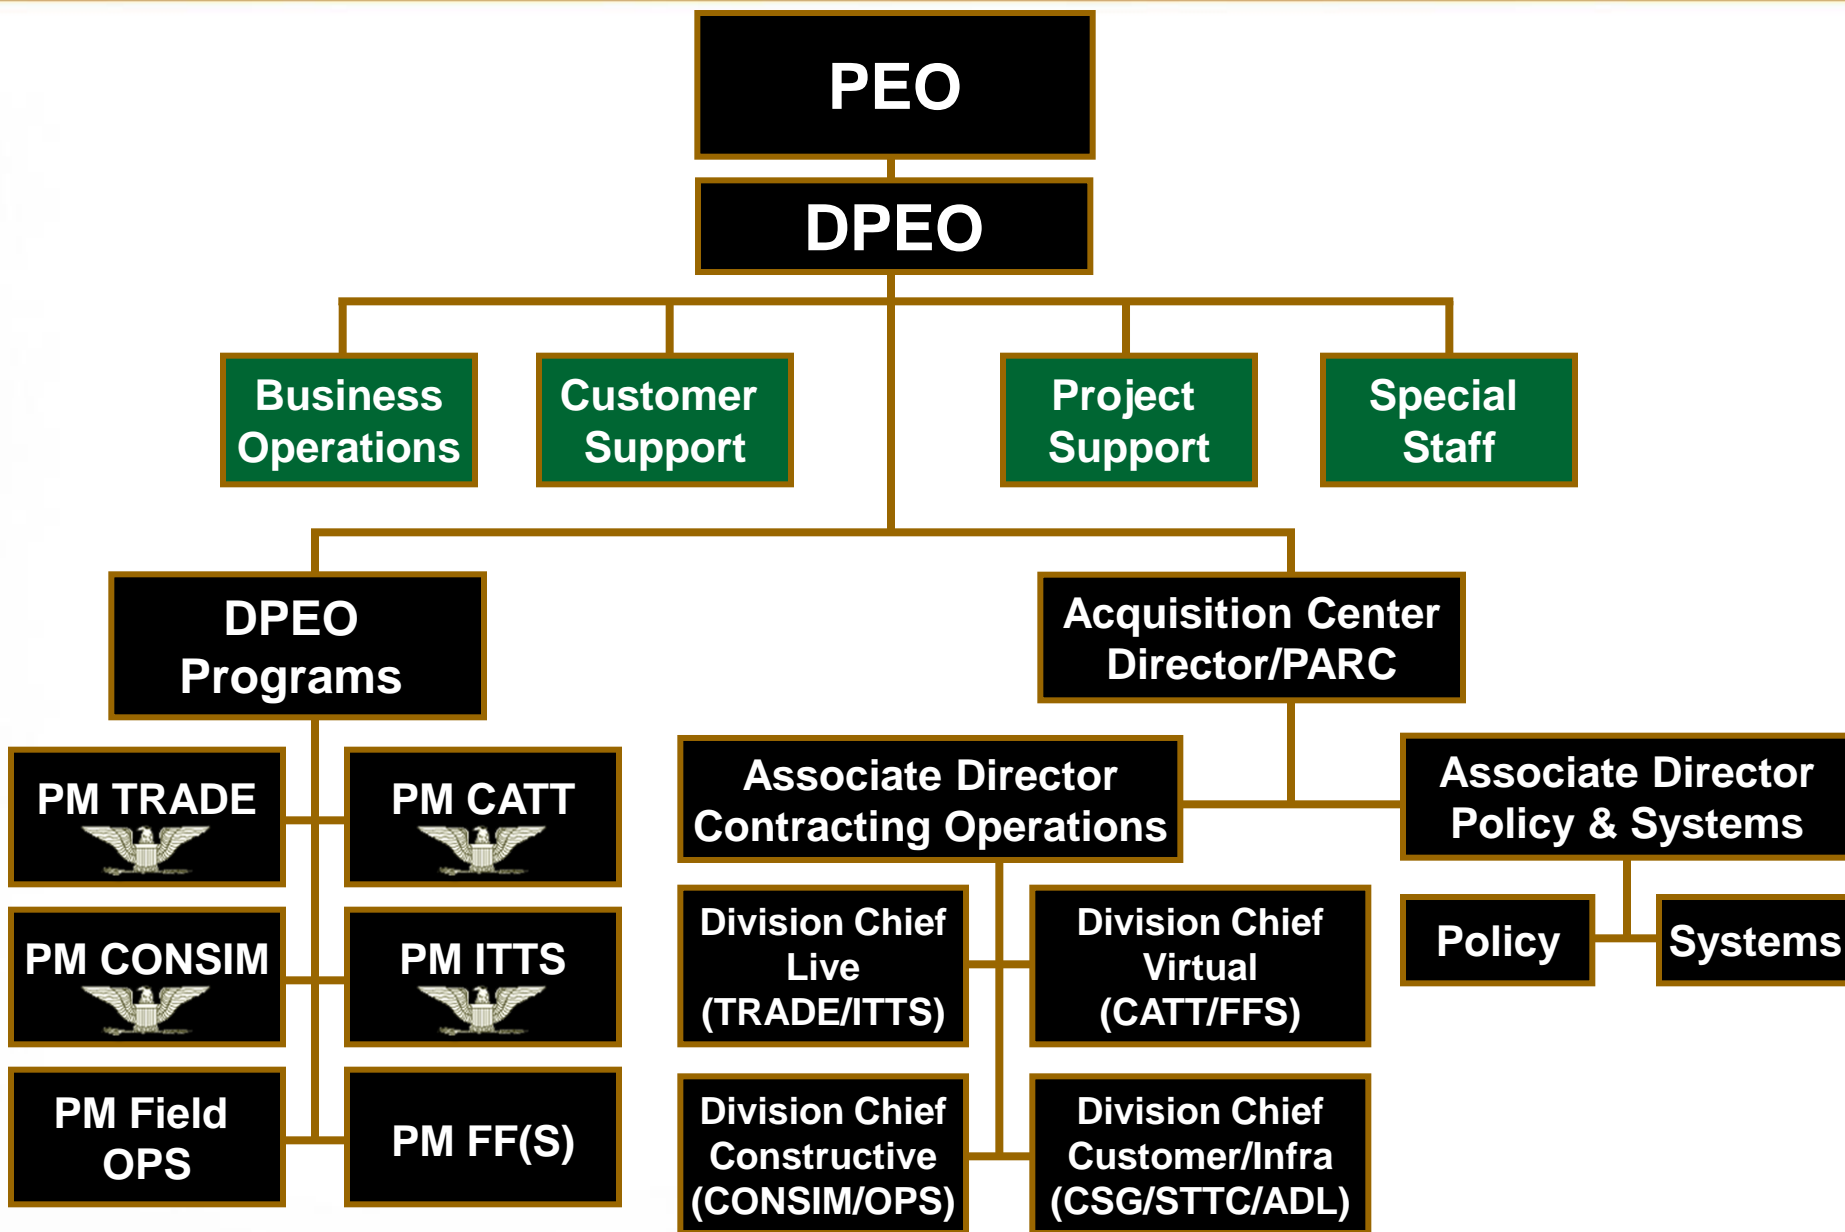 PEO
DPEO
Business
Operations
Customer
Support
Project
Support
Special
Staff
DPEO
Programs
Acquisition Center
Director/PARC
PM TRADE
PM CATT
PM CONSIM
PM ITTS
PM Field
OPS
PM FF(S)
Associate Director
Contracting Operations
Associate Director
Policy & Systems
Division Chief
Live
(TRADE/ITTS)
Division Chief
Virtual
(CATT/FFS)
Division Chief
Constructive
(CONSIM/OPS)
Division Chief
Customer/Infra
(CSG/STTC/ADL)
Policy
Systems